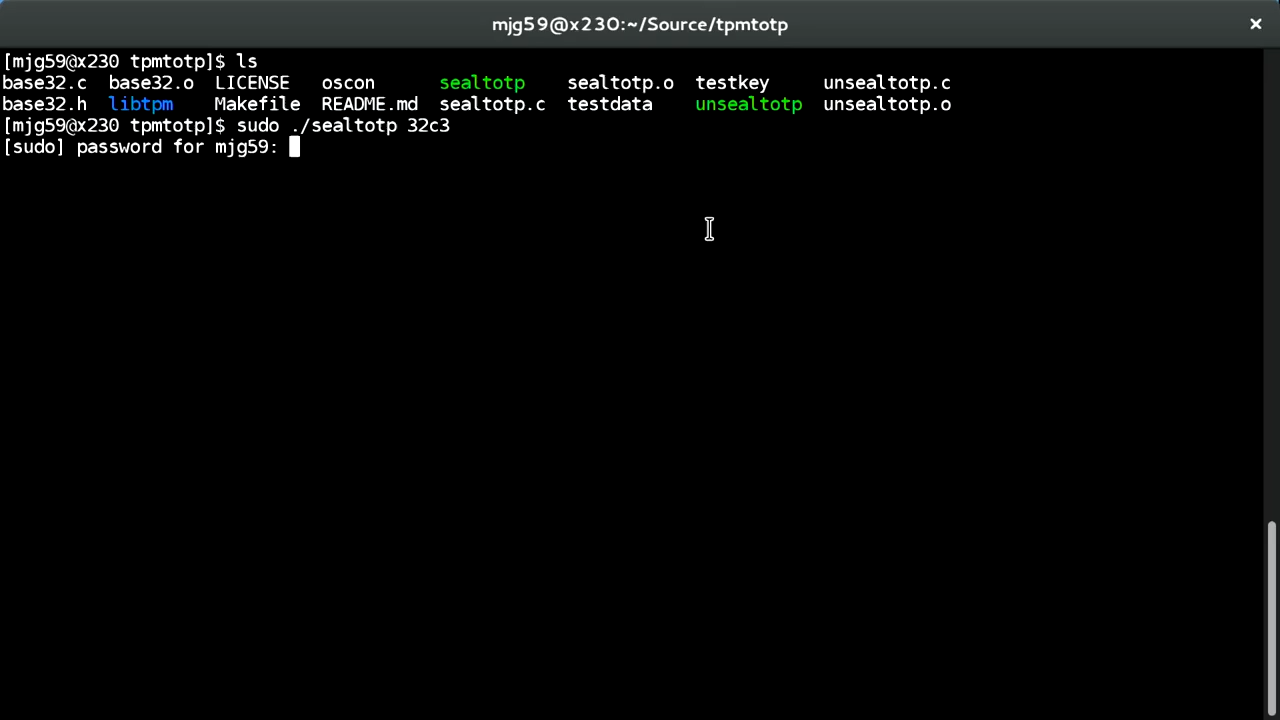 mjg59@x230:~/Source/tpmtotp
[mjg59@x230 tpmtotp]$ ls
base32.c  base32.o  LICENSE   oscon      sealtotp    sealtotp.o  testkey     unsealtotp.c
base32.h  libtpm    Makefile  README.md  sealtotp.c  testdata    unsealtotp  unsealtotp.o
[mjg59@x230 tpmtotp]$ sudo ./sealtotp 32c3
[sudo] password for mjg59: